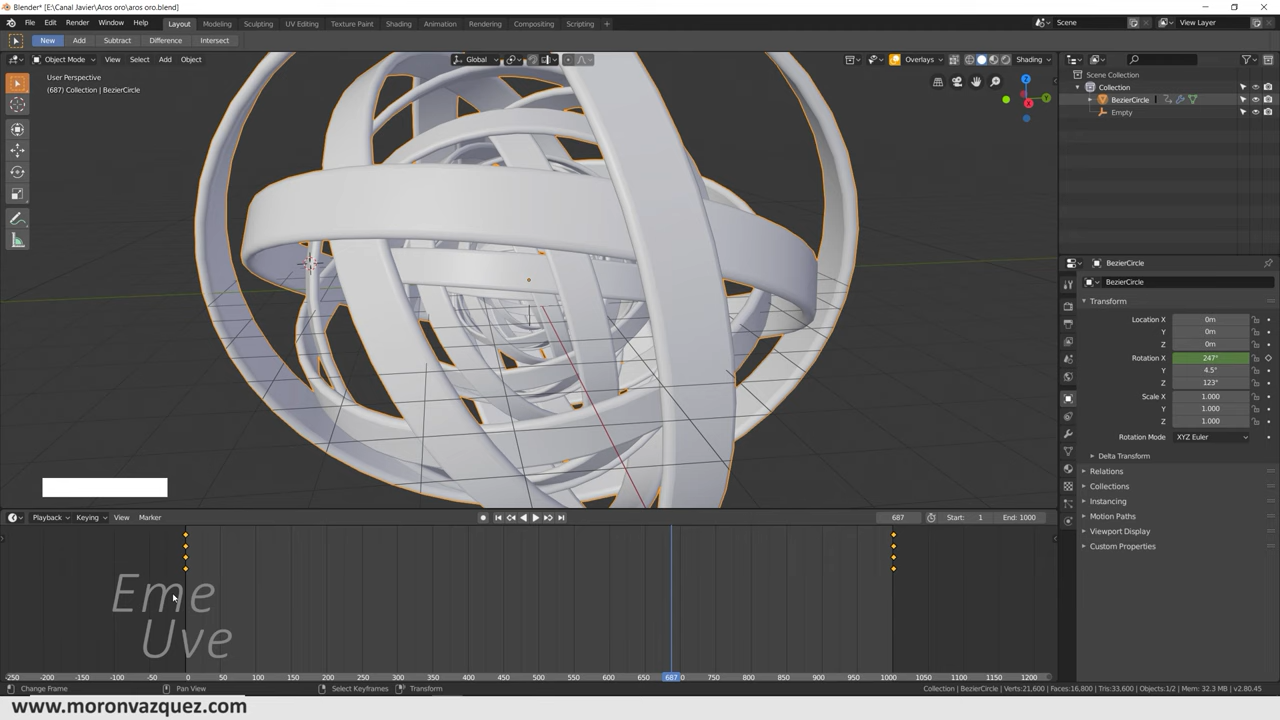 Blender* [E:\Canal Javier\Aros oro\aros oro.blend]
File Edit Render Window Help Layout Modeling Sculpting UV Editing Texture Paint Shading Animation Rendering Compositing Scripting + Scene View Layer
New Add Subtract Difference Intersect
Object Mode View Select Add Object Global Overlays Shading
User Perspective
(687) Collection | BezierCircle
Z
Y
X
Scene Collection
Collection
BezierCircle
Empty
BezierCircle
BezierCircle
Transform
Location X 0m
Y 0m
Z 0m
Rotation X 247°
Y 4.5°
Z 123°
Scale X 1.000
Y 1.000
Z 1.000
Rotation Mode XYZ Euler
Delta Transform
Relations
Collections
Instancing
Motion Paths
Viewport Display
Custom Properties
Playback Keying View Marker 687 Start: 1 End: 1000
Eme
Uve
-250 -200 -150 -100 -50 0 50 100 150 200 250 300 350 400 450 500 550 600 650 687 750 800 850 900 950 1000 1050 1100 1150 1200
Change Frame Pan View Select Keyframes Transform Collection | BezierCircle | Verts:21,600 | Faces:16,800 | Tris:33,600 | Objects:1/2 | Mem: 32.3 MB | v2.80.45
www.moronvazquez.com